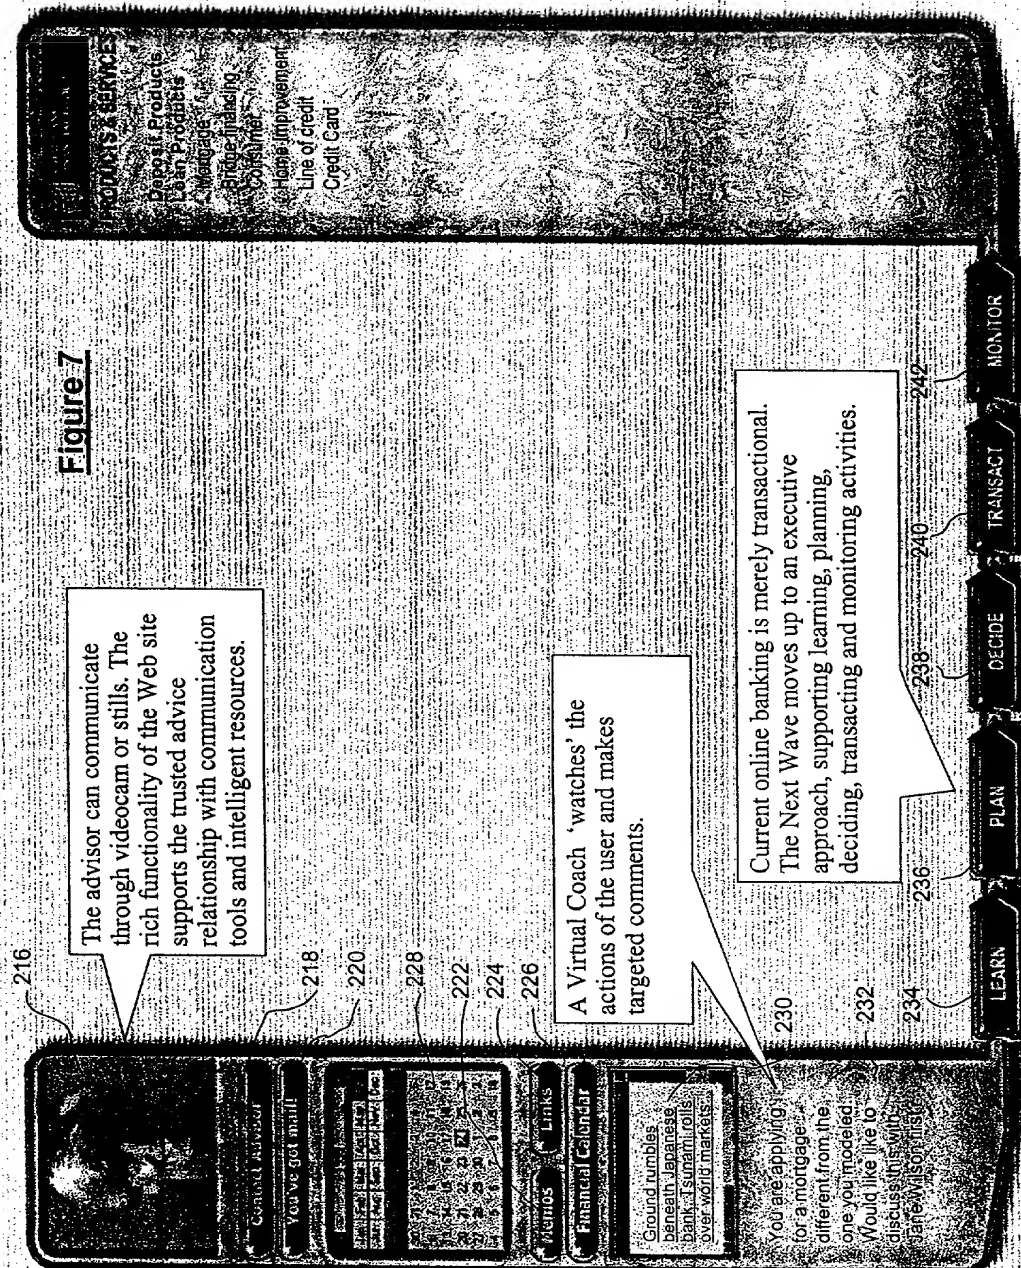 Figure 7
216
The advisor can communicate
through videocam or stills. The
rich functionality of the Web site
supports the trusted advice
relationship with communication
tools and intelligent resources.
Contact advisor
218
You've got mail!
220
228
222
224
226
Memos
Links
Financial Calendar
Ground rumbles
beneath Japanese
bank Tsunami rolls
over world markets
A Virtual Coach ‘watches’ the
actions of the user and makes
targeted comments.
230
You are applying
for a mortgage
different from the
one you modeled.
Would like like to
discuss this with
Jane Wilson first
232
Current online banking is merely transactional.
The Next Wave moves up to an executive
approach, supporting learning, planning,
deciding, transacting and monitoring activities.
234
236
238
240
242
LEARN
PLAN
DECIDE
TRANSACT
MONITOR
PRODUCTS & SERVICES
Deposit Products
Loan Products
Mortgage
Bridge financing
Consumer
Home improvement
Line of credit
Credit Card